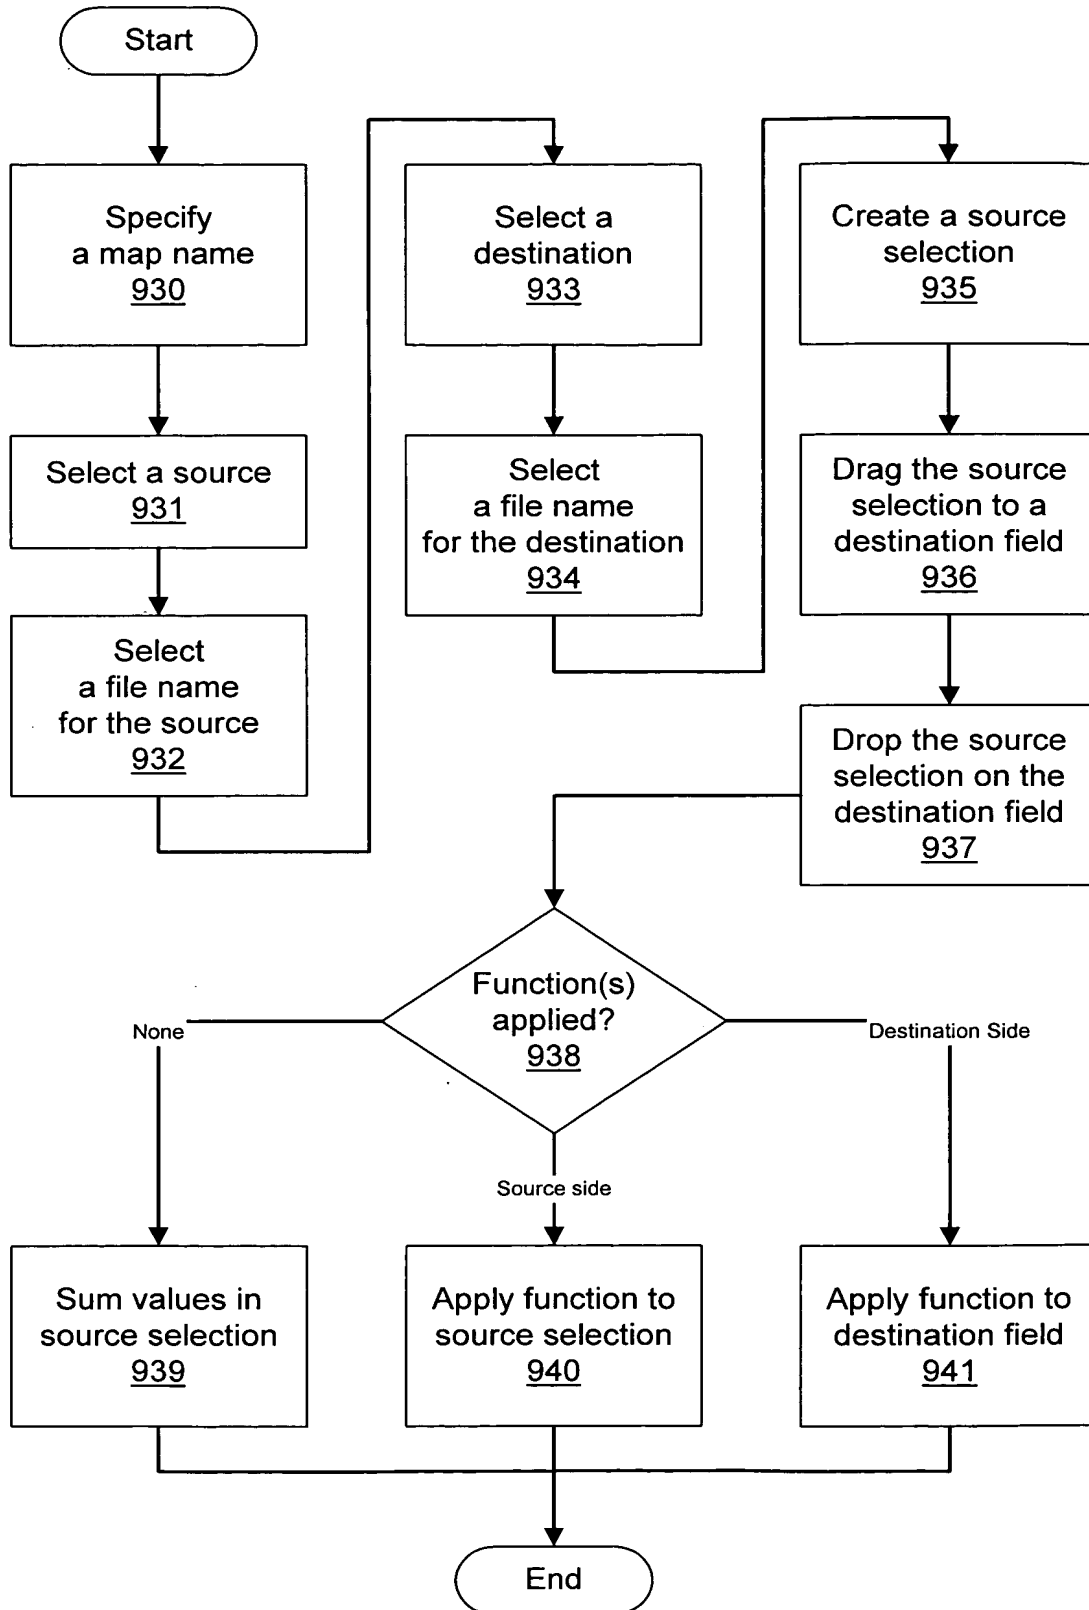 Start
Specify
a map name
930
Select a source
931
Select
a file name
for the source
932
Select a
destination
933
Select
a file name
for the destination
934
Create a source
selection
935
Drag the source
selection to a
destination field
936
Drop the source
selection on the
destination field
937
Function(s)
applied?
938
None
Source side
Destination Side
Sum values in
source selection
939
Apply function to
source selection
940
Apply function to
destination field
941
End